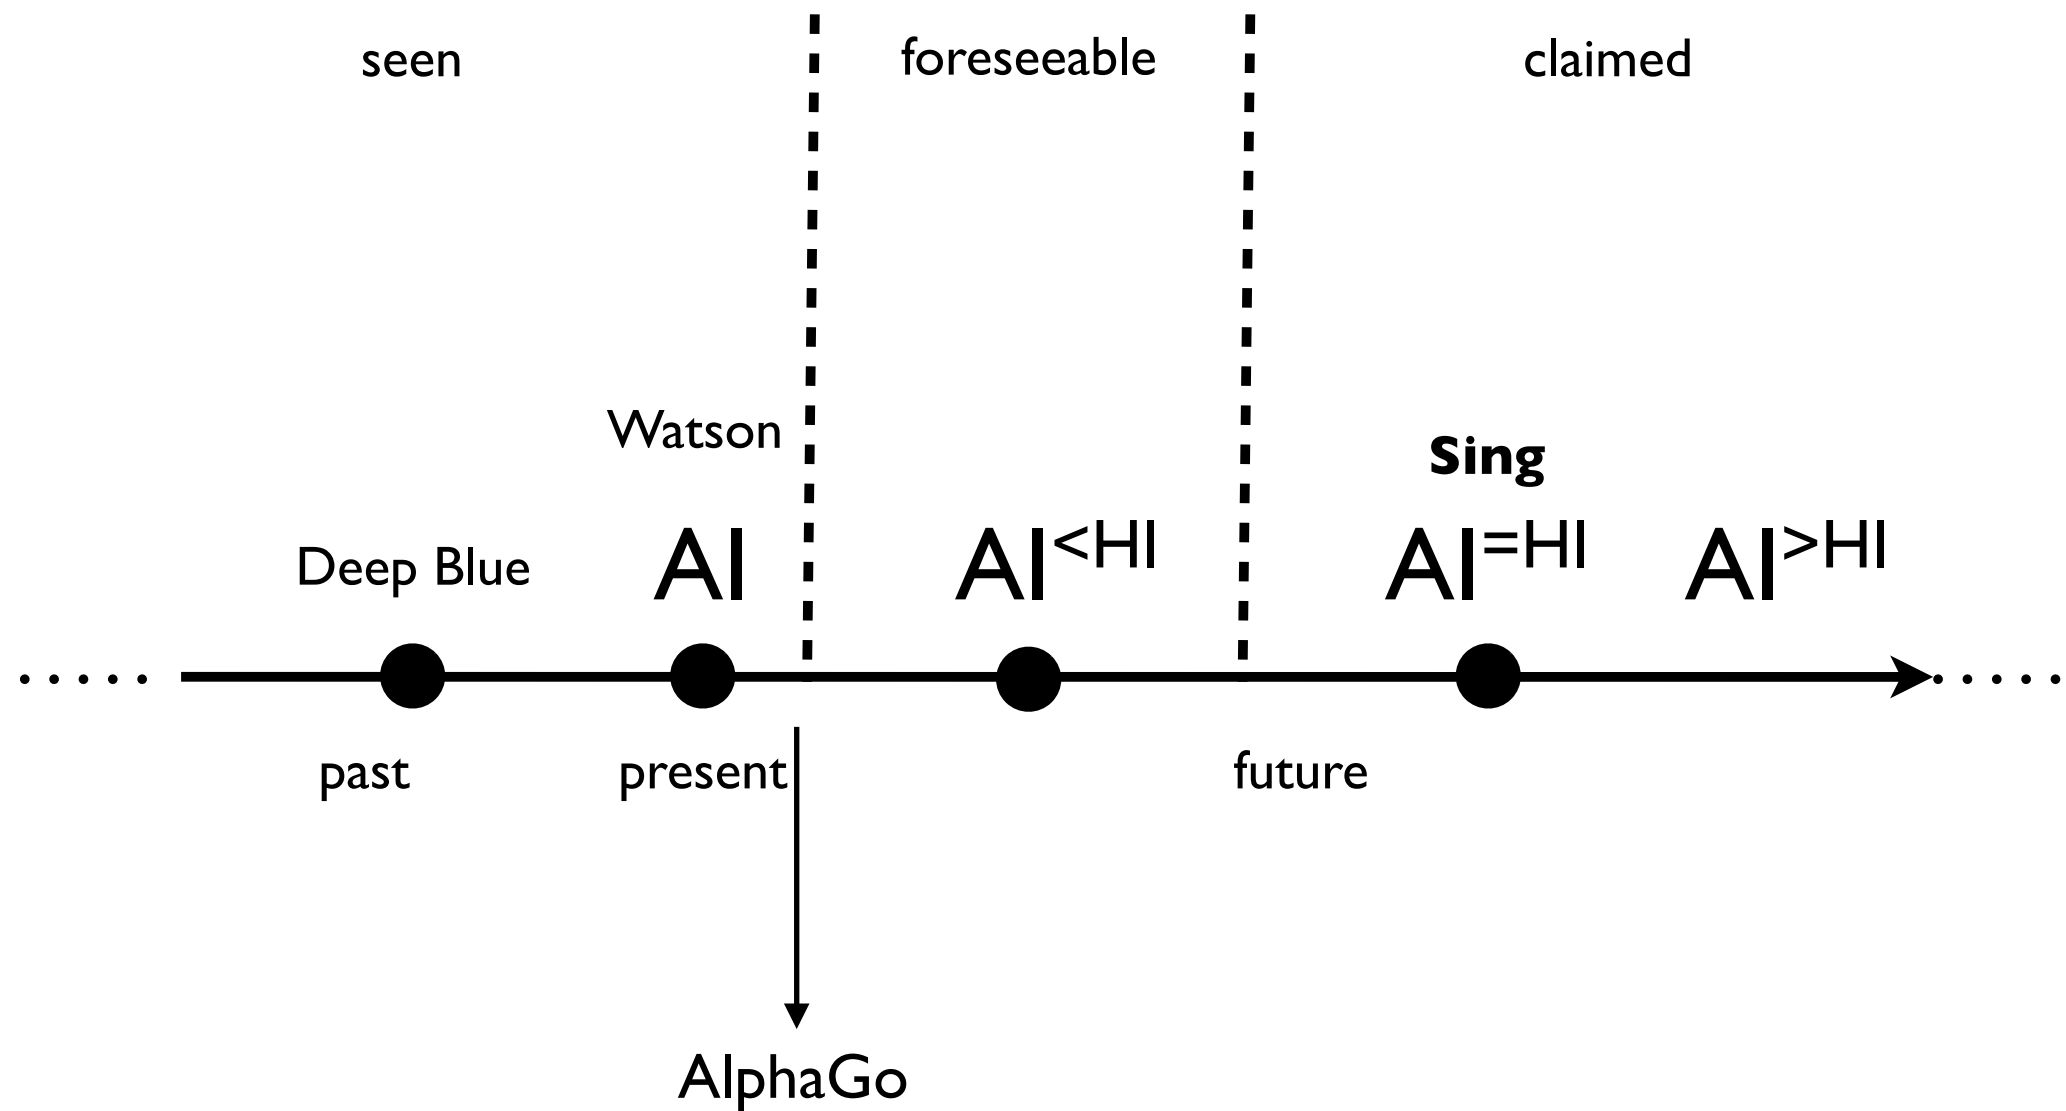 seen foreseeable claimed
Watson
Sing
Deep Blue AI AI<HI AI=HI AI>HI
past present future
AlphaGo